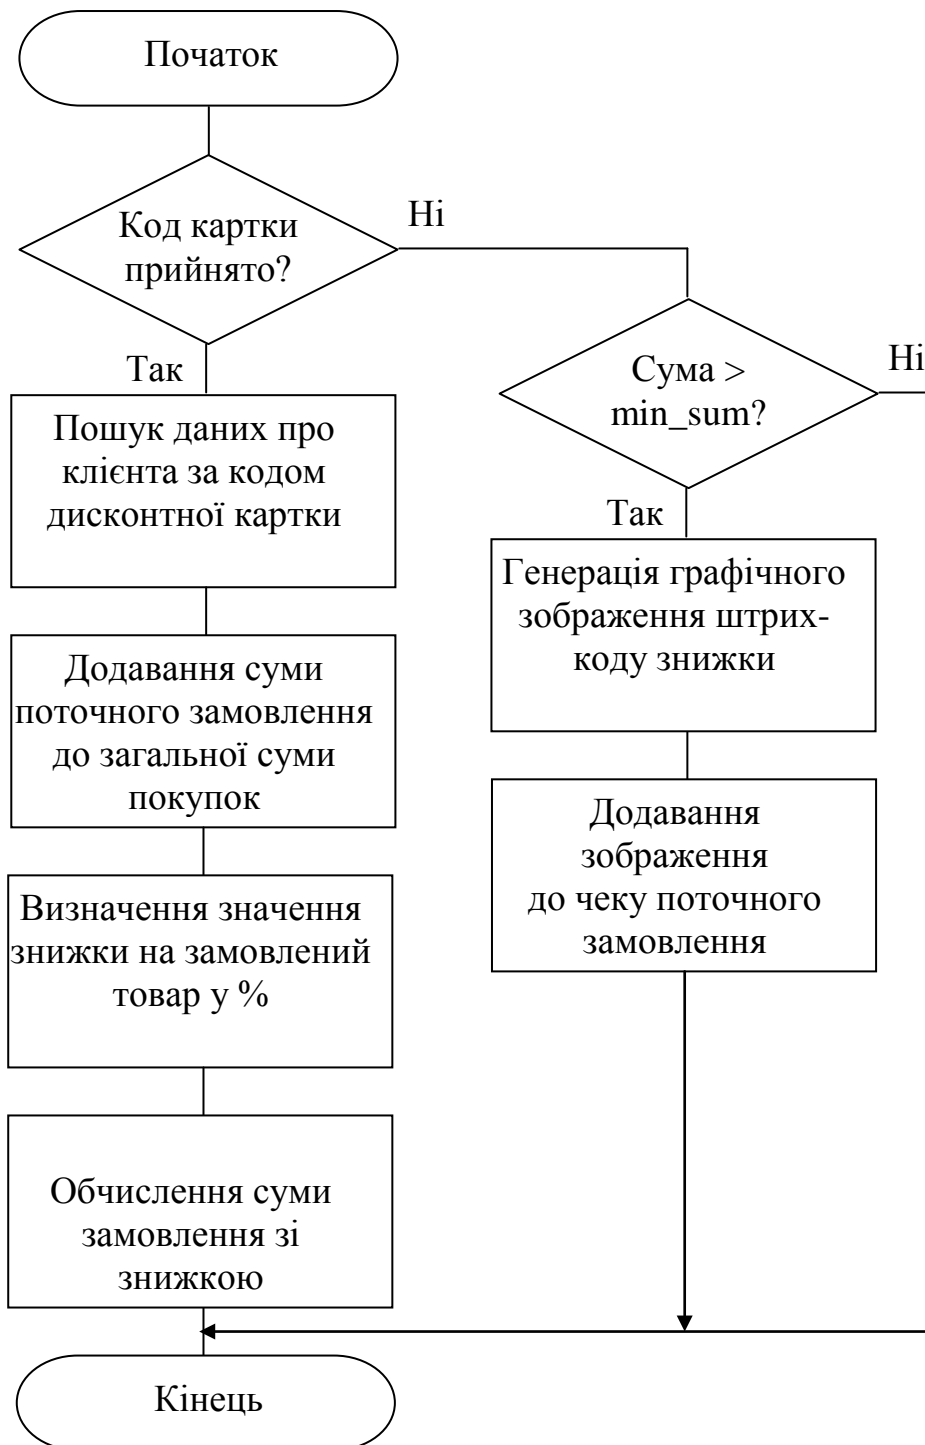 Початок
Код картки
прийнято?
Ні
Так
Пошук даних про
клієнта за кодом
дисконтної картки
Додавання суми
поточного замовлення
до загальної суми
покупок
Визначення значення
знижки на замовлений
товар у %
Обчислення суми
замовлення зі
знижкою
Кінець
Сума >
min_sum?
Ні
Так
Генерація графічного
зображення штрих-
коду знижки
Додавання
зображення
до чеку поточного
замовлення